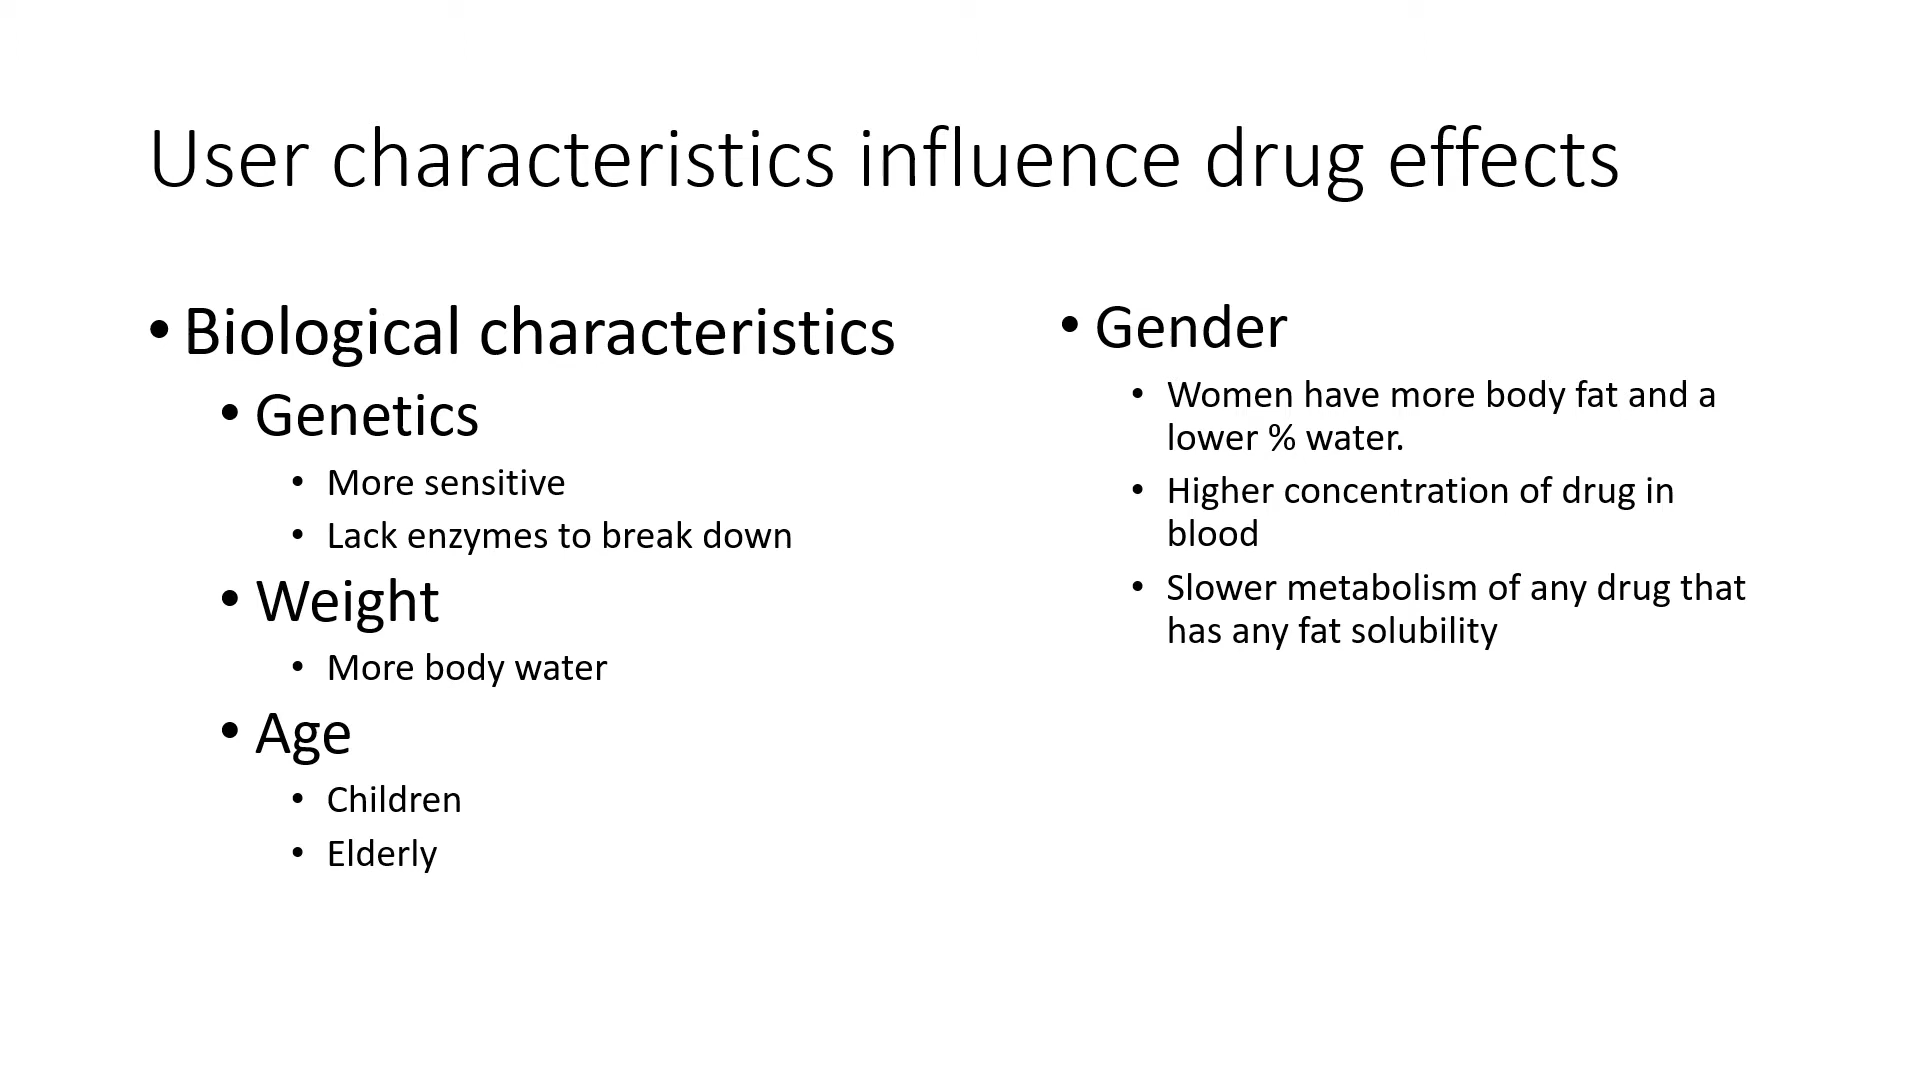 User characteristics influence drug effects
• Biological characteristics
• Genetics
• More sensitive
• Lack enzymes to break down
• Weight
• More body water
• Age
• Children
• Elderly
• Gender
• Women have more body fat and a
lower % water.
• Higher concentration of drug in
blood
• Slower metabolism of any drug that
has any fat solubility